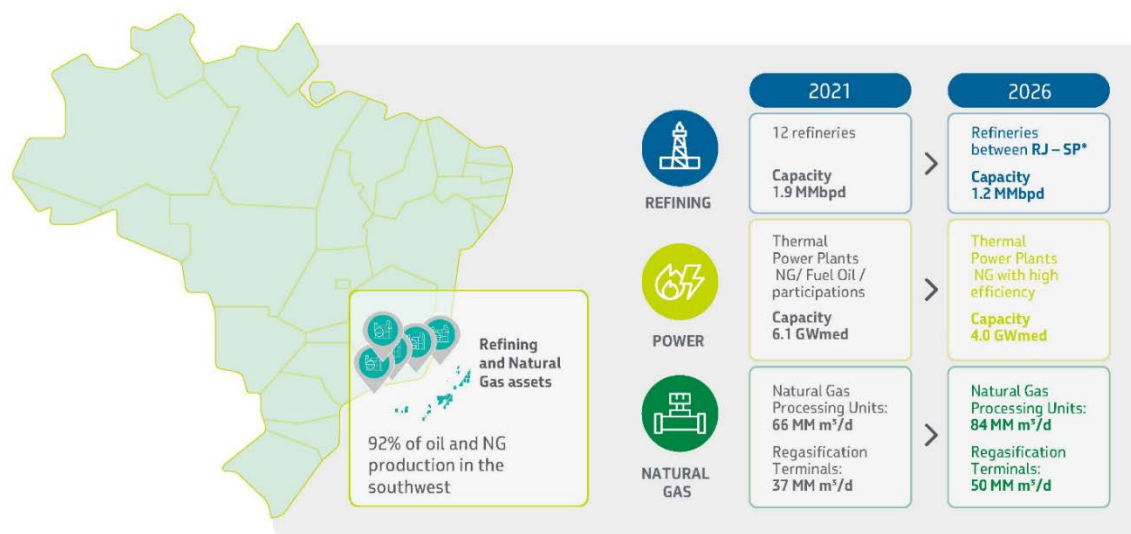 2021
2026
REFINING
12 refineries
Capacity
1.9 MMbpd
Refineries
between RJ – SP*
Capacity
1.2 MMbpd
POWER
Thermal
Power Plants
NG/ Fuel Oil /
participations
Capacity
6.1 GWmed
Thermal
Power Plants
NG with high
efficiency
Capacity
4.0 GWmed
NATURAL
GAS
Natural Gas
Processing Units:
66 MM m³/d
Regasification
Terminals:
37 MM m³/d
Natural Gas
Processing Units:
84 MM m³/d
Regasification
Terminals:
50 MM m³/d
Refining
and Natural
Gas assets
92% of oil and NG
production in the
southwest